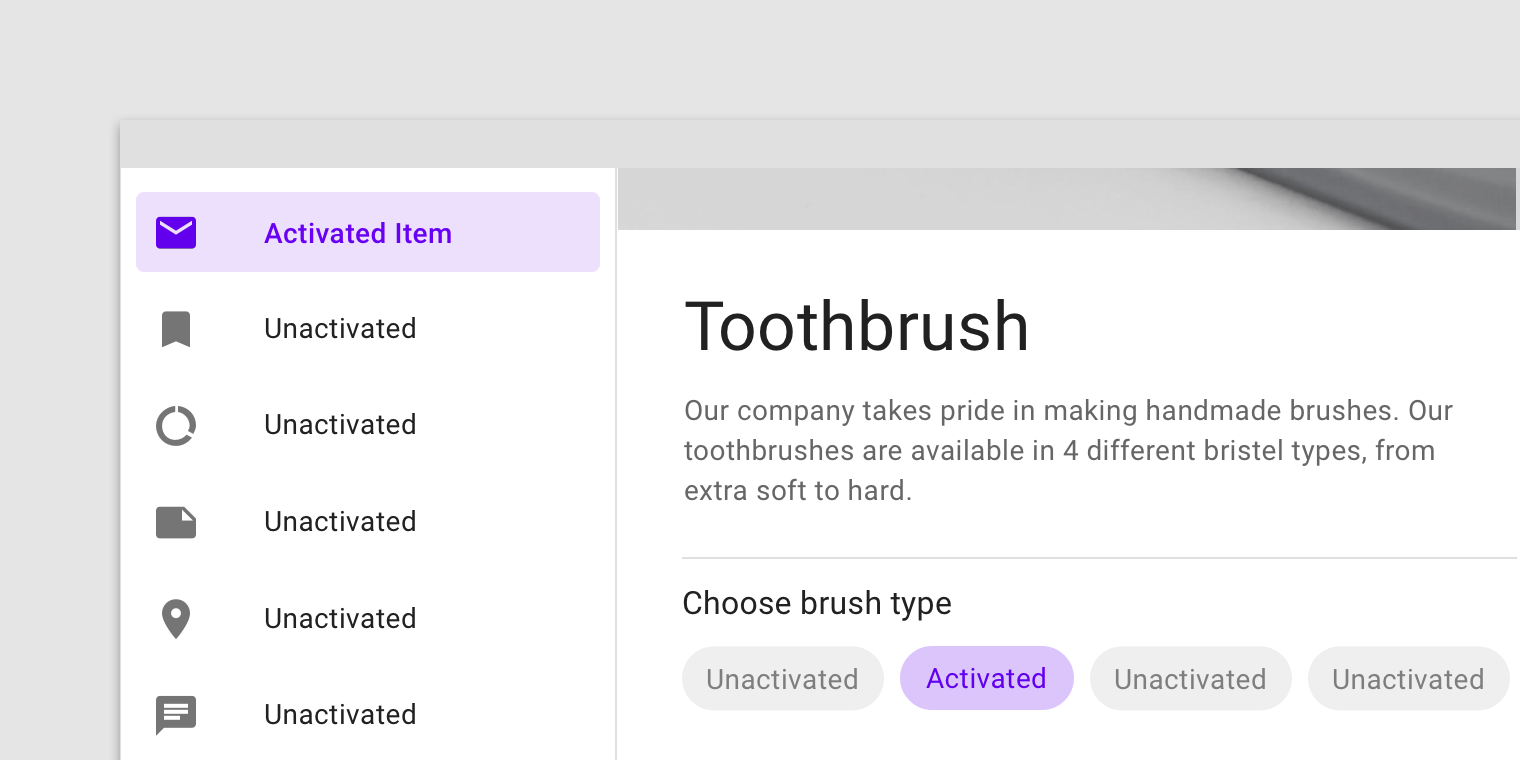 Activated Item
Unactivated
Unactivated
Unactivated
Unactivated
Unactivated
Toothbrush
Our company takes pride in making handmade brushes. Our
toothbrushes are available in 4 different bristel types, from
extra soft to hard.
Choose brush type
Unactivated Activated Unactivated Unactivated